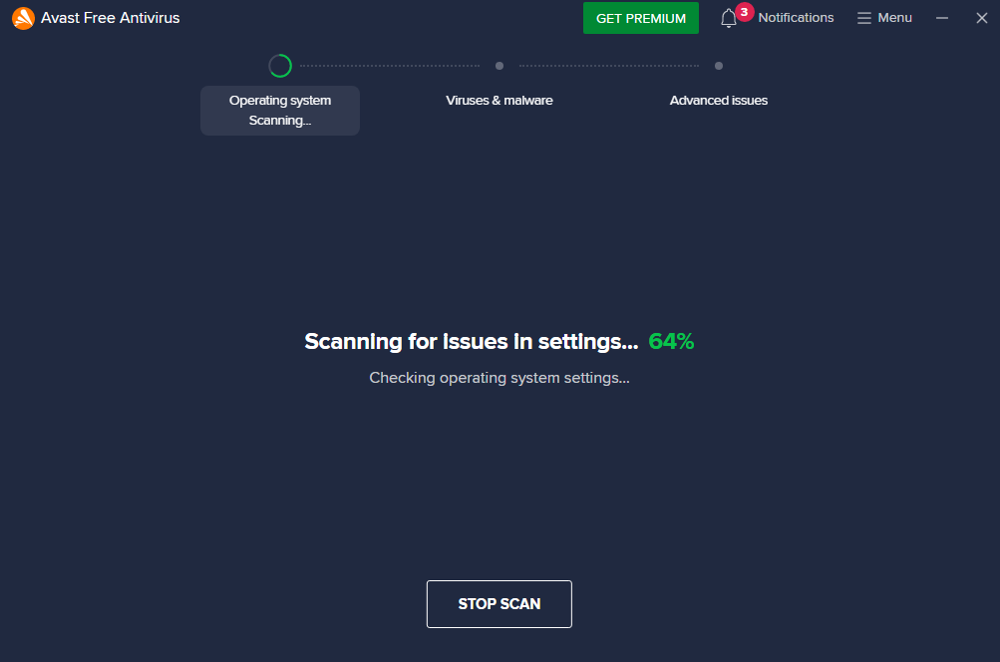 Avast Free Antivirus
GET PREMIUM
3
Notifications
Menu
Operating system
Scanning...
Viruses & malware
Advanced issues
Scanning for issues in settings... 64%
Checking operating system settings...
STOP SCAN